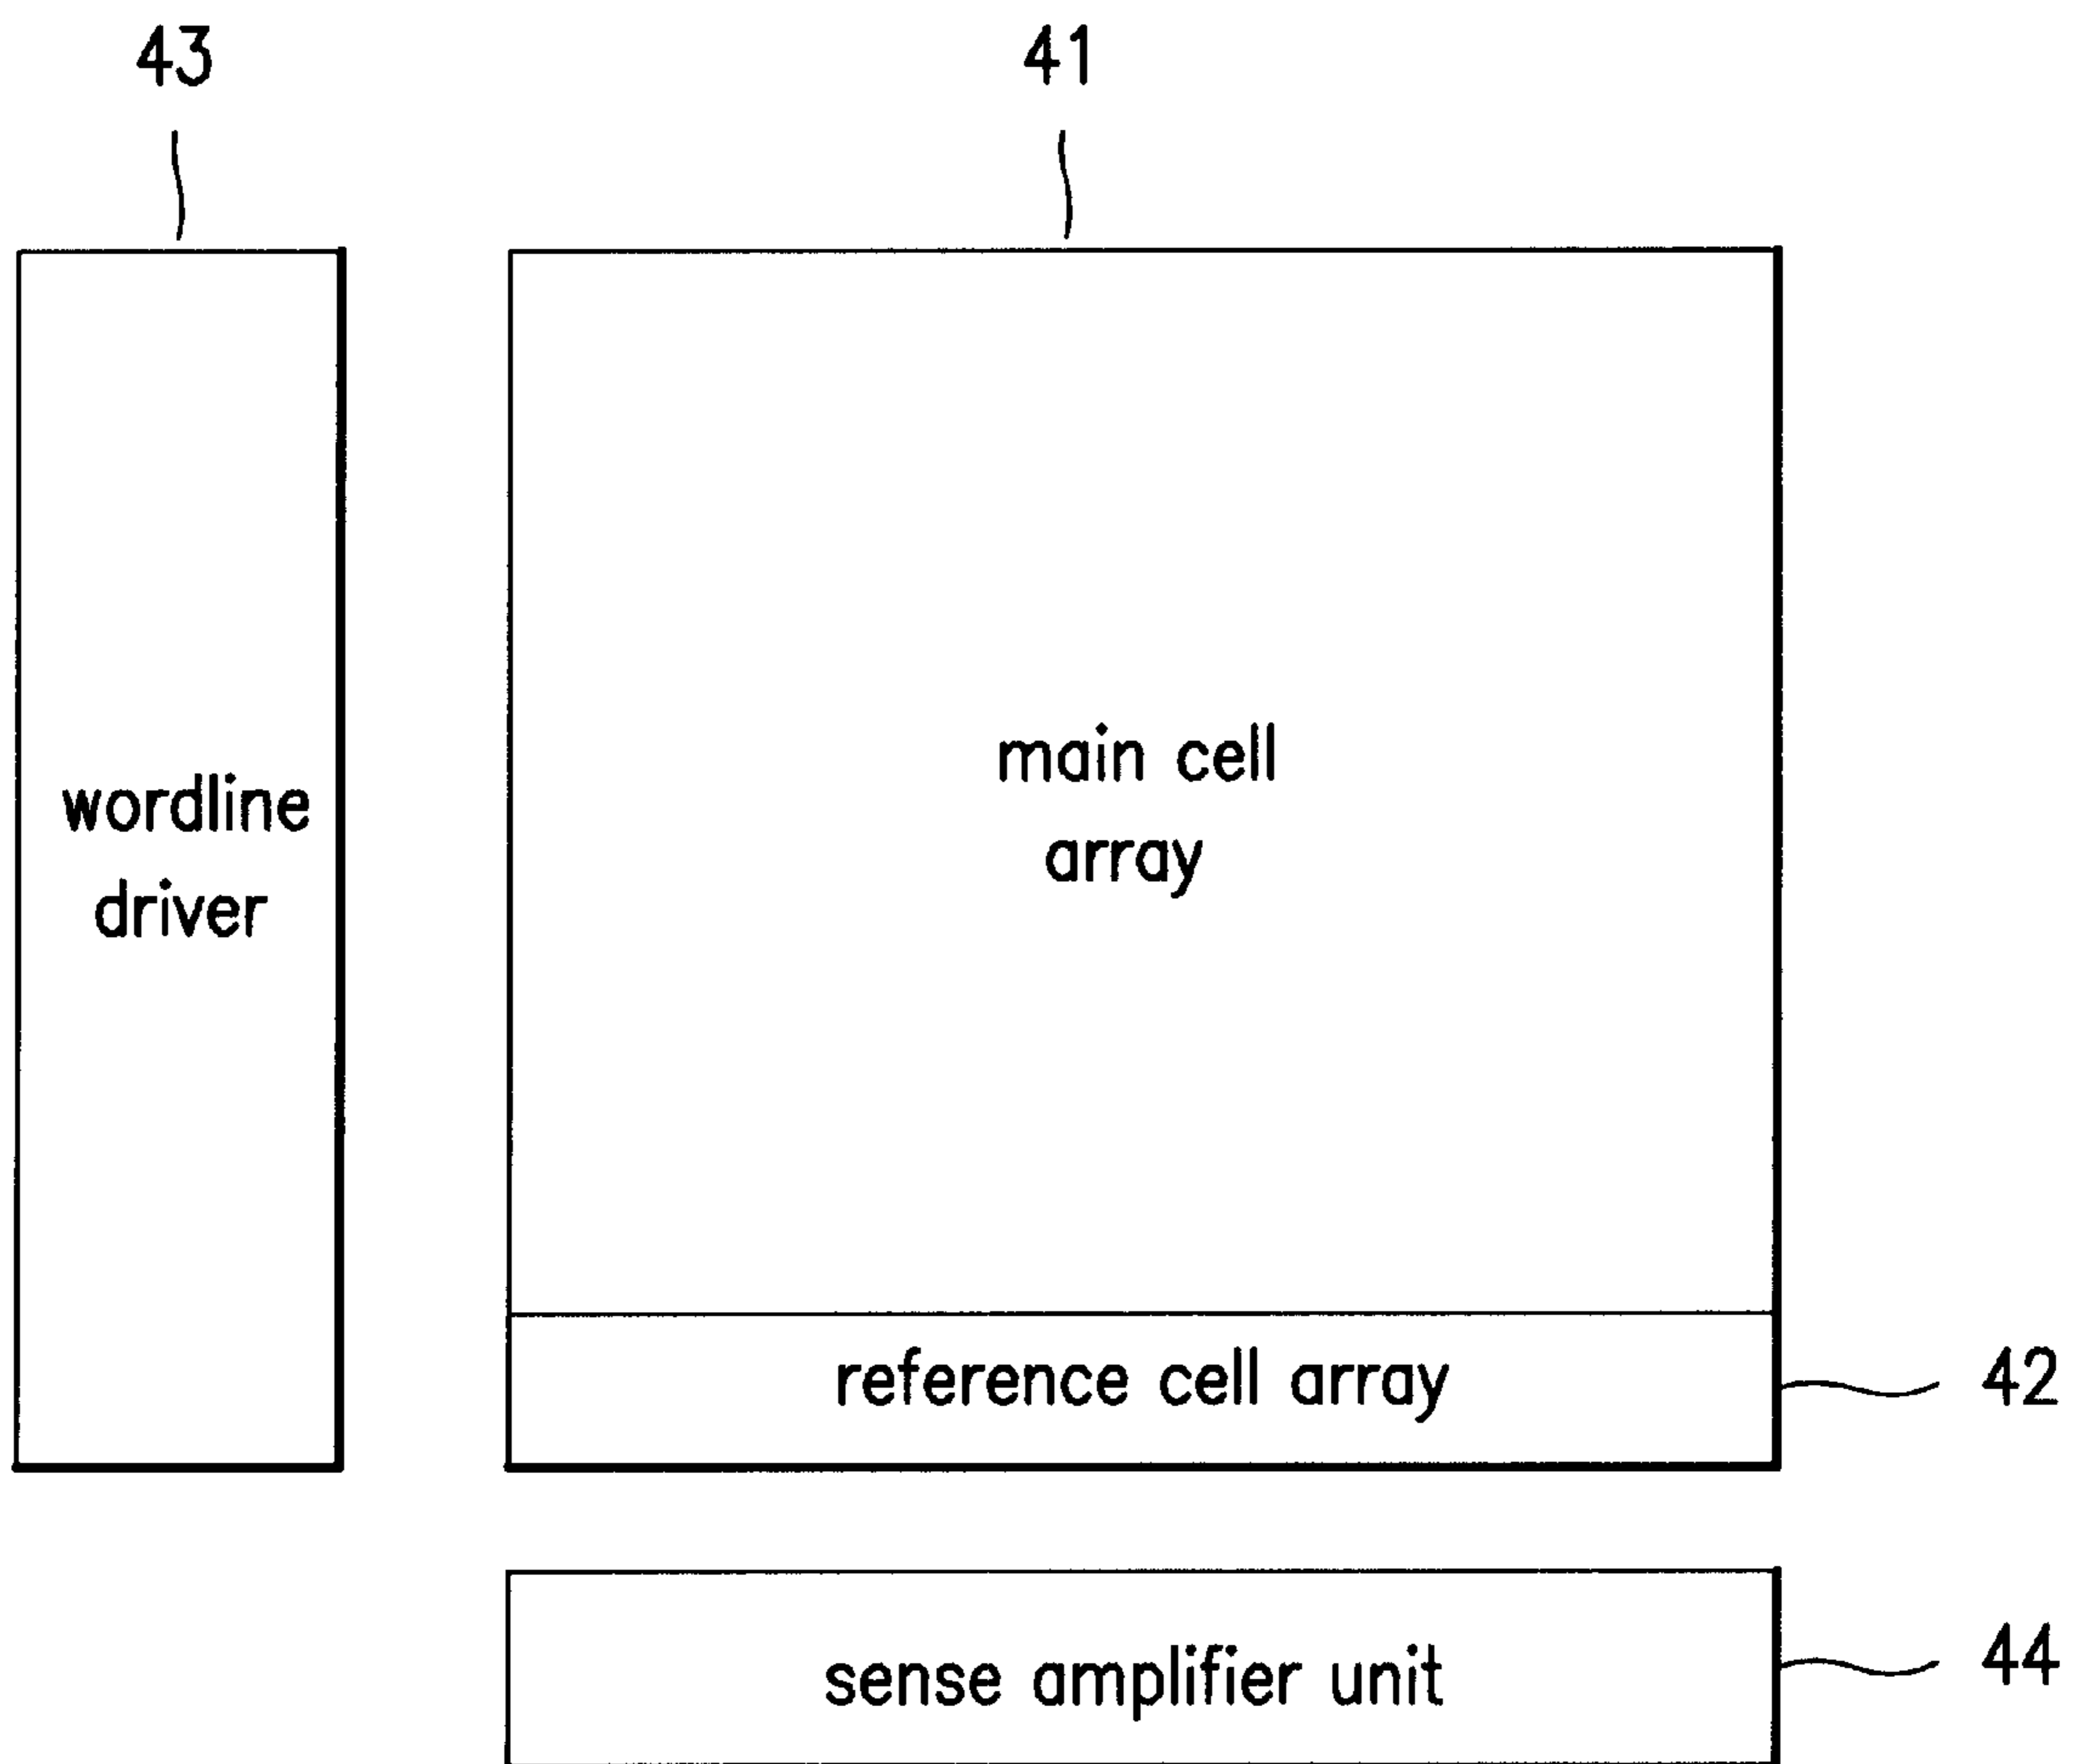 43
41
wordline
driver
main cell
array
reference cell array
42
sense amplifier unit
44